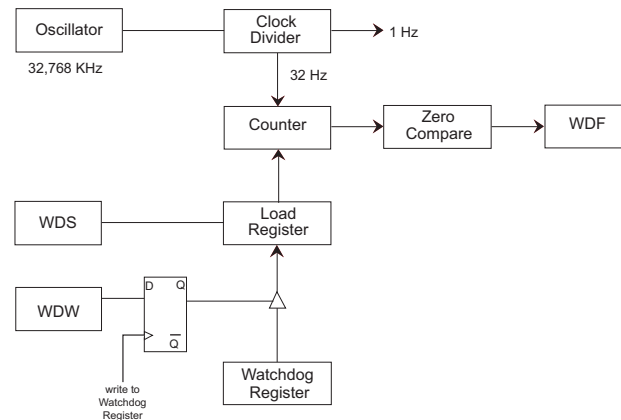 Oscillator
Clock
Divider
1 Hz
32,768 KHz
32 Hz
Counter
Zero
Compare
WDF
WDS
Load
Register
WDW
D
Q
Q
Watchdog
Register
write to
Watchdog
Register